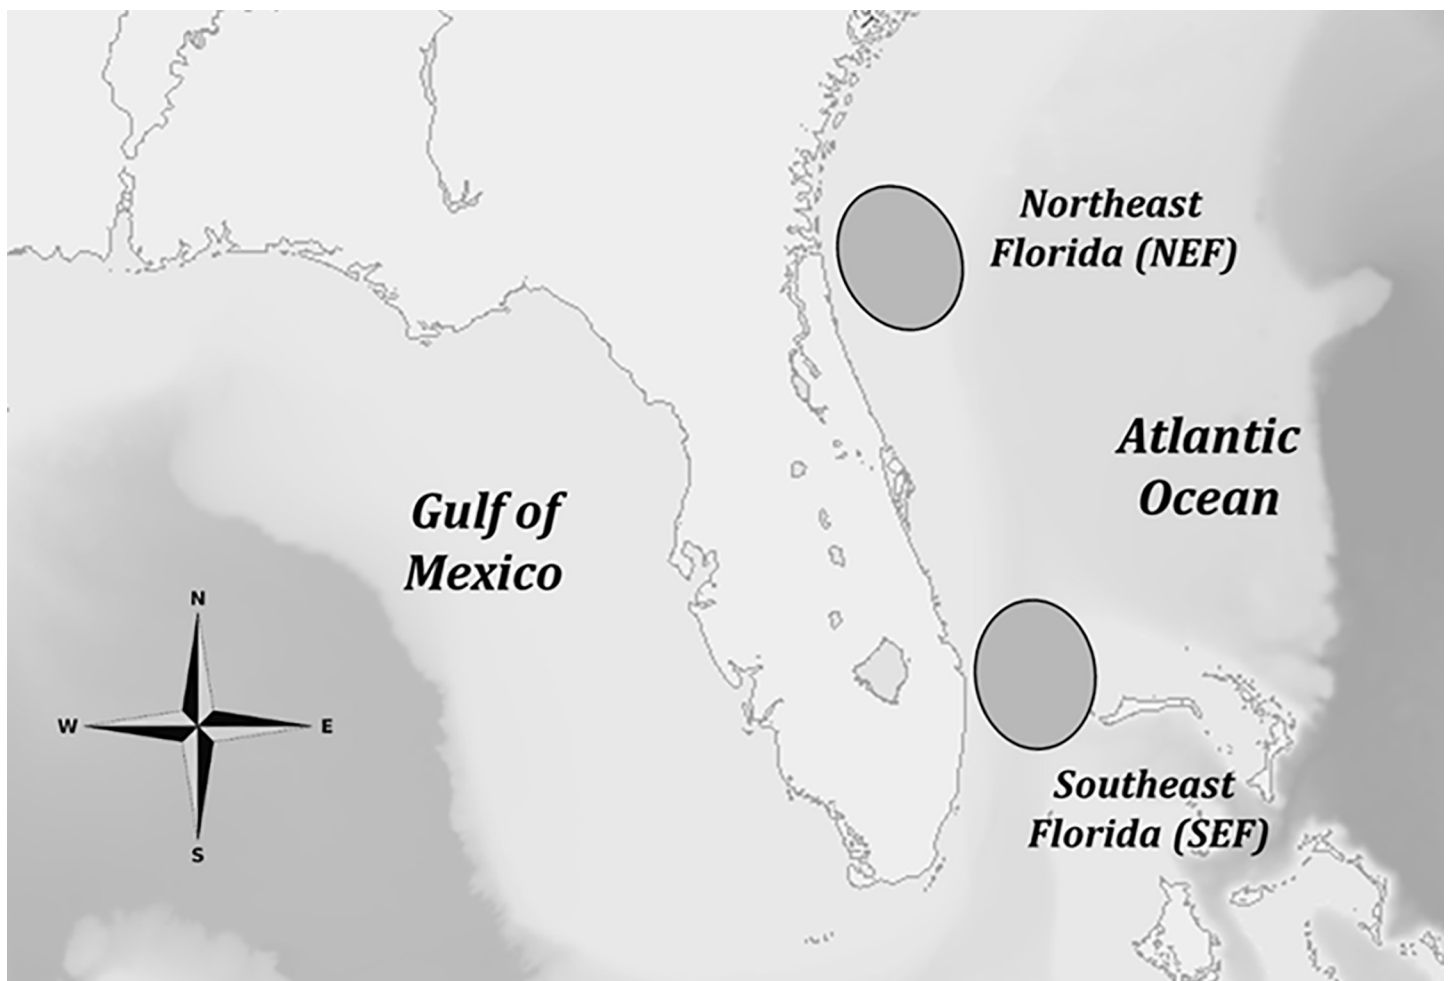 Northeast
Florida (NEF)
Atlantic
Ocean
Gulf of
Mexico
N
W
E
S
Southeast
Florida (SEF)